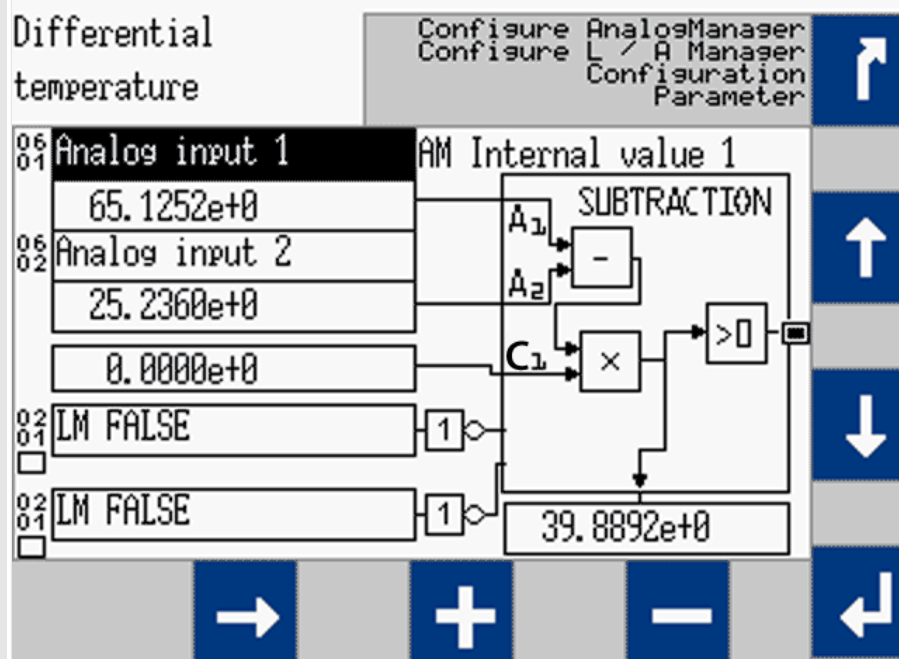 Differential
temperature
Configure AnalogManager
Configure L / A Manager
Configuration
Parameter
06
01
Analog input 1
AM Internal value 1
65.1252e+0
SUBTRACTION
A1
-
06
02
Analog input 2
A2
25.2360e+0
>0
0.0000e+0
C1
×
02
01
LM FALSE
1
02
01
LM FALSE
1
39.8892e+0